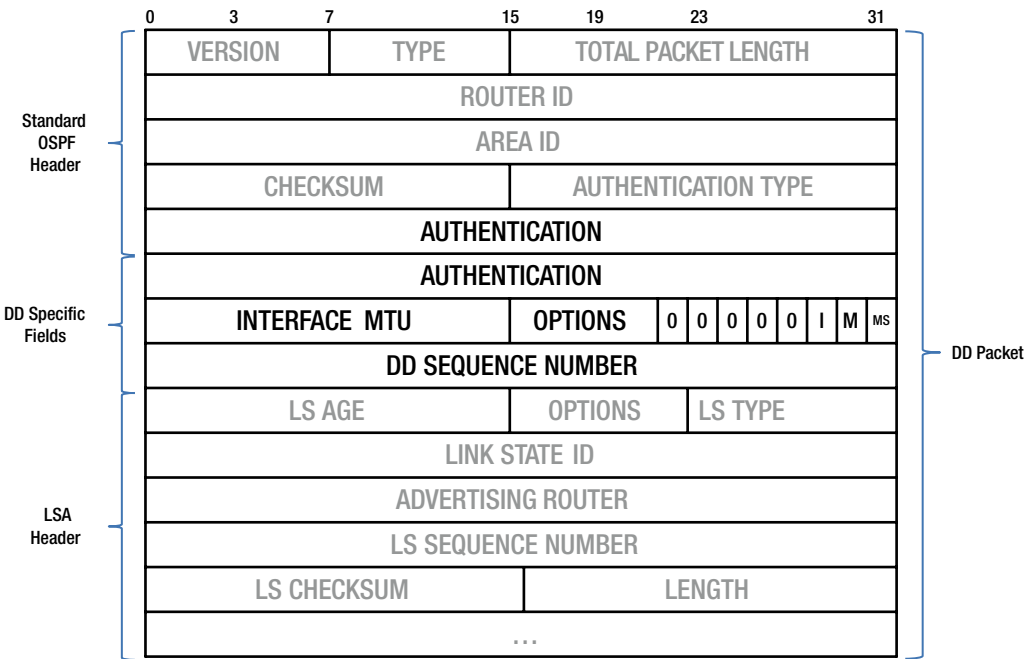 0 3 7 15 19 23 31
VERSION TYPE TOTAL PACKET LENGTH
ROUTER ID
Standard
OSPF
Header
AREA ID
CHECKSUM AUTHENTICATION TYPE
AUTHENTICATION
AUTHENTICATION
DD Specific
Fields
INTERFACE MTU OPTIONS 0 0 0 0 0 I M MS
DD SEQUENCE NUMBER
DD Packet
LS AGE OPTIONS LS TYPE
LINK STATE ID
ADVERTISING ROUTER
LSA
Header
LS SEQUENCE NUMBER
LS CHECKSUM LENGTH
...